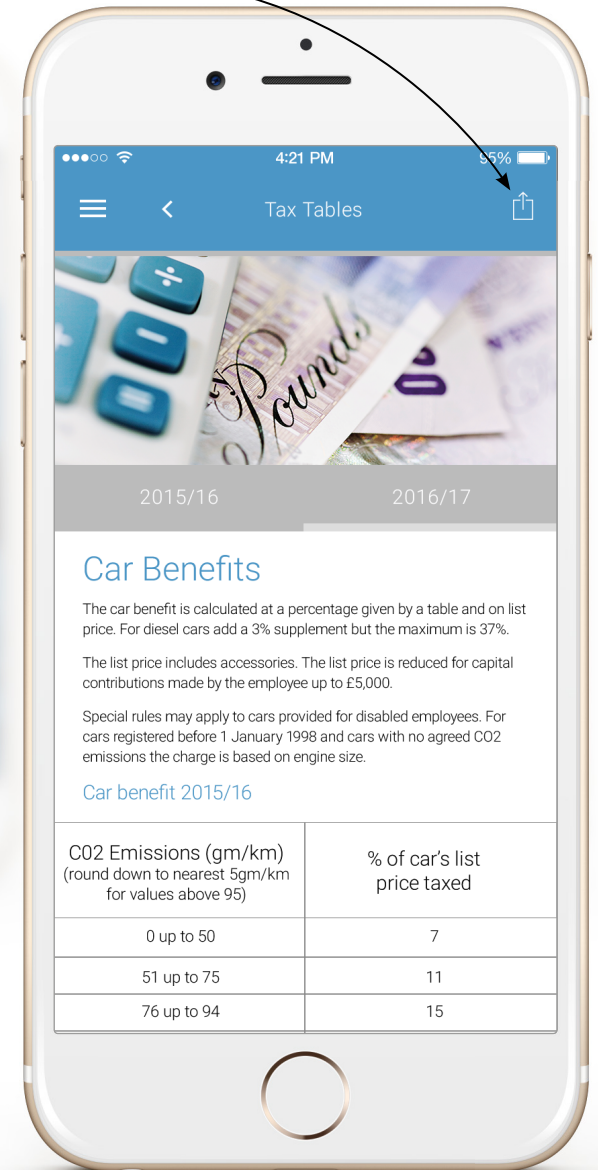 4:21 PM
95%
Tax Tables
Pounds
2015/16
2016/17
Car Benefits
The car benefit is calculated at a percentage given by a table and on list
price. For diesel cars add a 3% supplement but the maximum is 37%.
The list price includes accessories. The list price is reduced for capital
contributions made by the employee up to £5,000.
Special rules may apply to cars provided for disabled employees. For
cars registered before 1 January 1998 and cars with no agreed CO2
emissions the charge is based on engine size.
Car benefit 2015/16
C02 Emissions (gm/km)
(round down to nearest 5gm/km
for values above 95)
% of car’s list
price taxed
0 up to 50
7
51 up to 75
11
76 up to 94
15